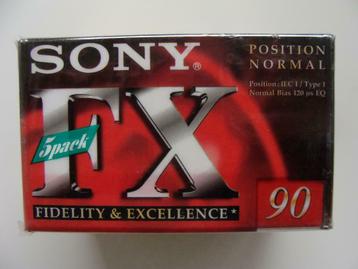 SONY®
POSITION
NORMAL
Position: IEC I / Type I
Normal Bias 120 µs EQ
FX
5pack
FIDELITY & EXCELLENCE*
90